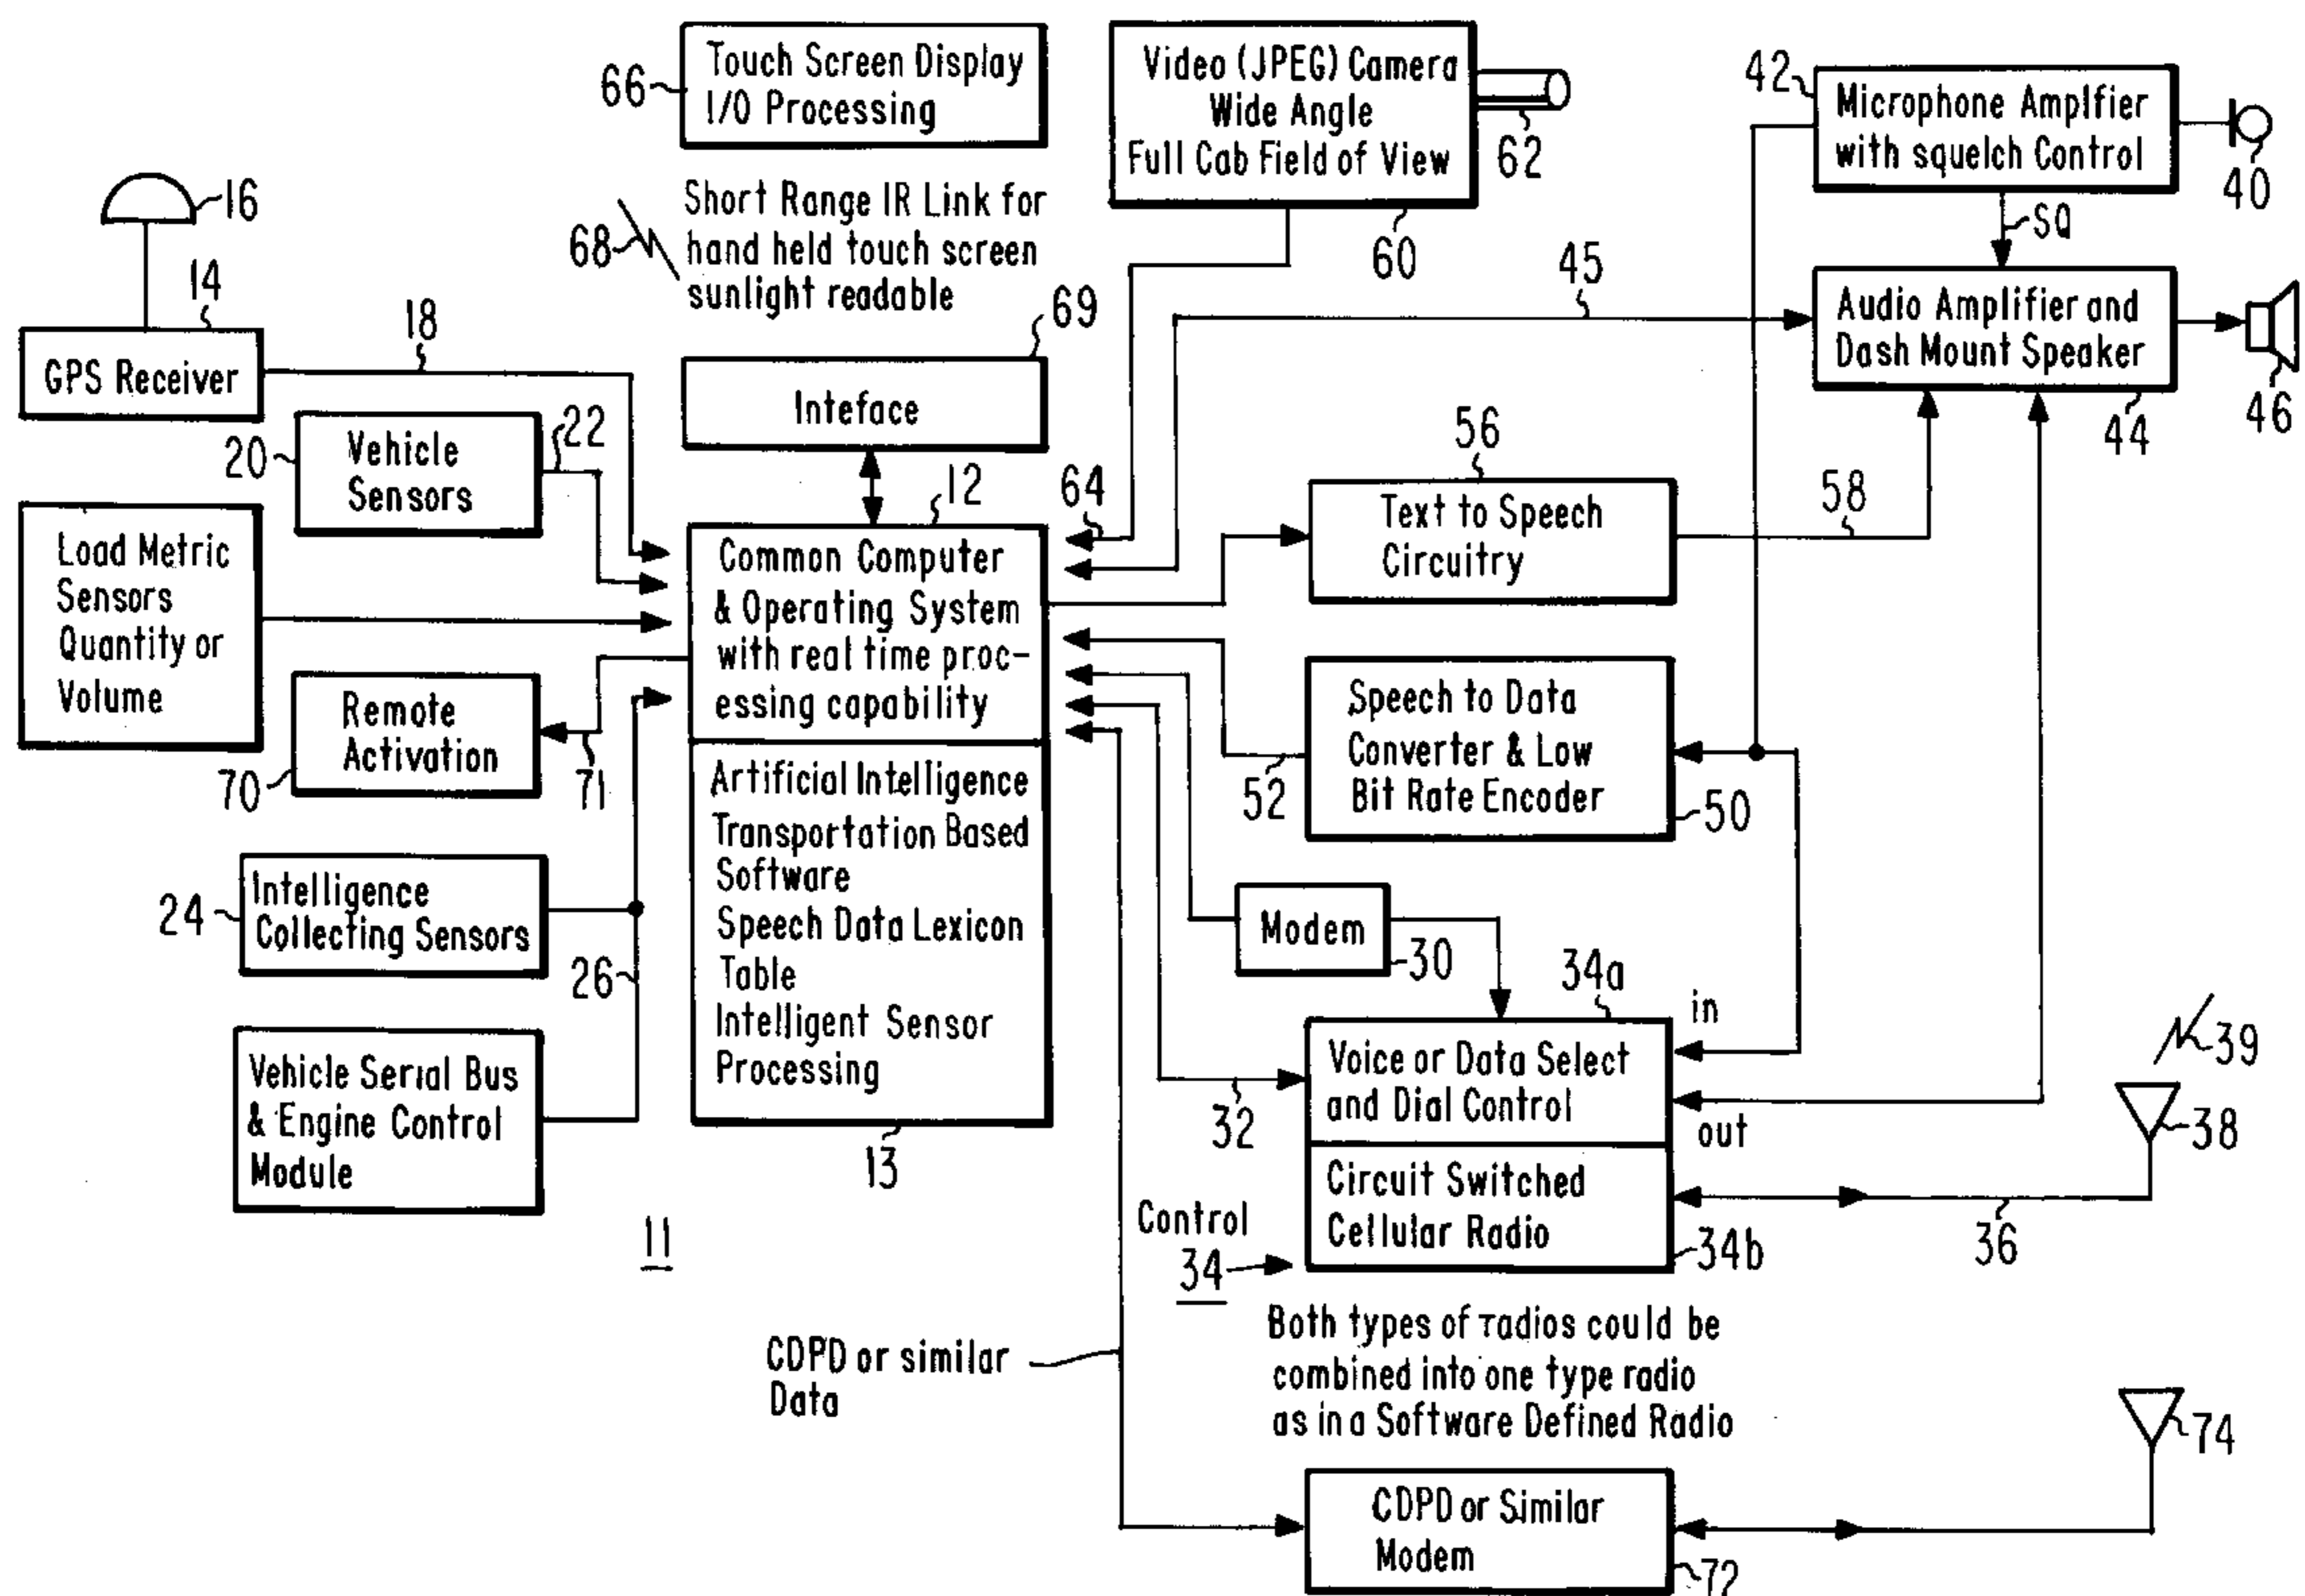 Touch Screen Display
I/O Processing
66
Video (JPEG) Camera
Wide Angle
Full Cab Field of View
62
60
42
Microphone Amplfier
with squelch Control
40
SQ
16
68
Short Range IR Link for
hand held touch screen
sunlight readable
45
14
18
GPS Receiver
69
Inteface
Audio Amplifier and
Dash Mount Speaker
44
46
20
Vehicle
Sensors
22
12
64
56
Text to Speech
Circuitry
58
Load Metric
Sensors
Quantity or
Volume
Common Computer
& Operating System
with real time proc-
essing capability
Remote
Activation
70
71
Speech to Data
Converter & Low
Bit Rate Encoder
52
50
Artificial Intelligence
Transportation Based
Software
Speech Data Lexicon
Table
Intelligent Sensor
Processing
13
24
Intelligence
Collecting Sensors
26
Modem
30
34a
in
Voice or Data Select
and Dial Control
out
32
39
38
Vehicle Serial Bus
& Engine Control
Module
11
Circuit Switched
Cellular Radio
34b
36
Control
34
Both types of radios could be
combined into one type radio
as in a Software Defined Radio
CDPD or similar
Data
74
CDPD or Similar
Modem
72